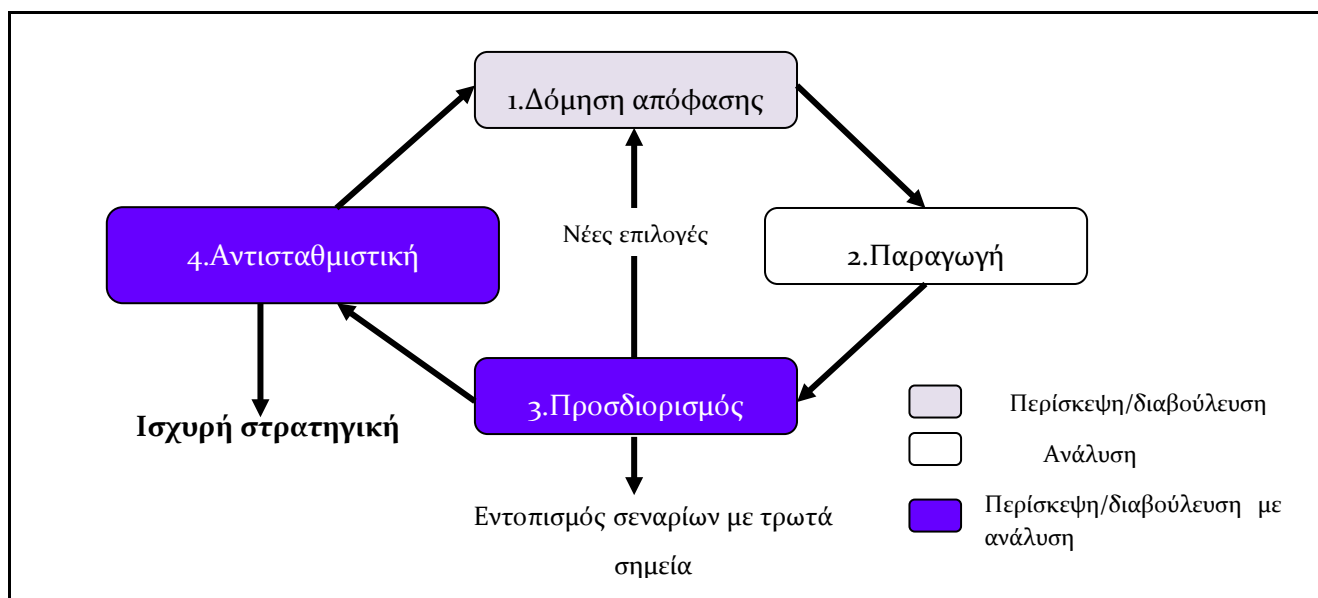 1.Δόμηση απόφασης
4.Αντισταθμιστική
Νέες επιλογές
2.Παραγωγή
3.Προσδιορισμός
Ισχυρή στρατηγική
Εντοπισμός σεναρίων με τρωτά
σημεία
Περίσκεψη/διαβούλευση
Ανάλυση
Περίσκεψη/διαβούλευση με
ανάλυση